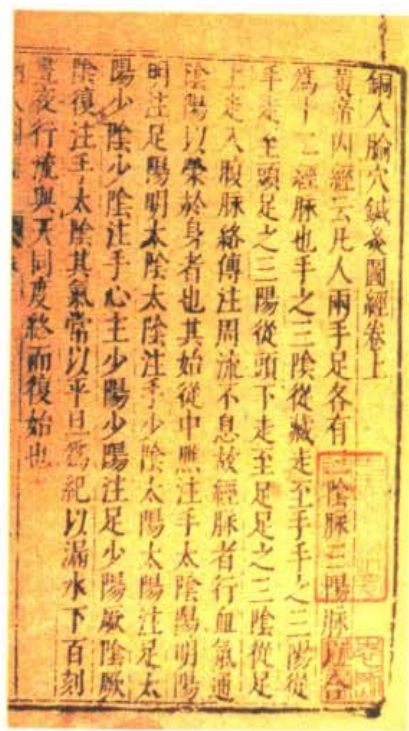 銅人腧穴鍼灸圖經卷上
黃帝內經云凡人兩手足各有三陰脉三陽脉以合
爲十二經脉也手之三陰從臟走至手手之三陽從
手走至頭足之三陽從頭下走至足足之三陰從足
上走入腹脉絡傳注周流不息故經脉者行血氣通
陰陽以榮於身者也其始從中焦注手太陰陽明陽
明注足陽明太陰太陰注手少陰太陽太陽注足太
陽少陰少陰注手心主少陽少陽注足少陽厥陰厥
陰復注手太陰其氣常以平旦爲紀以漏水下百刻
晝夜行流與天同度終而復始也